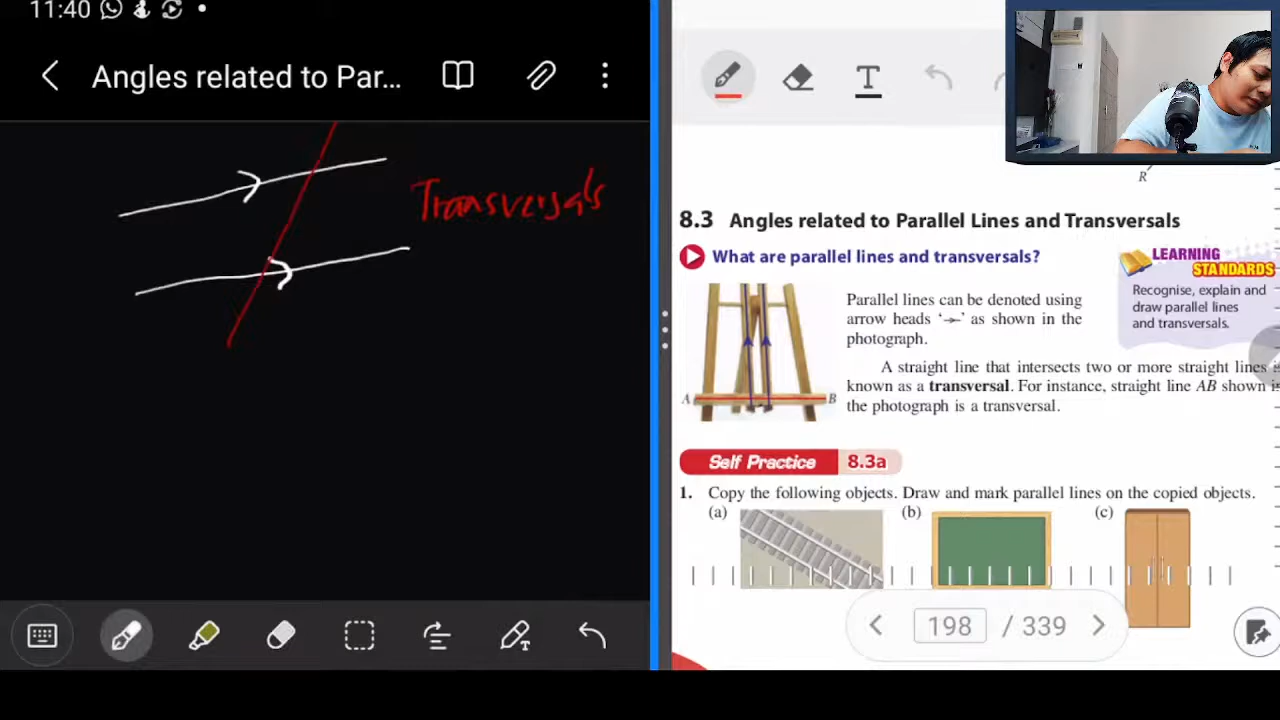 11:40
Angles related to Par...
Transversals
T
R
8.3 Angles related to Parallel Lines and Transversals
What are parallel lines and transversals?
LEARNING
STANDARDS
Recognise, explain and
draw parallel lines
and transversals.
Parallel lines can be denoted using
arrow heads ‘→’ as shown in the
photograph.
A straight line that intersects two or more straight lines is
known as a transversal. For instance, straight line AB shown in
the photograph is a transversal.
A
B
Self Practice 8.3a
1. Copy the following objects. Draw and mark parallel lines on the copied objects.
(a) (b) (c)
198 / 339
T